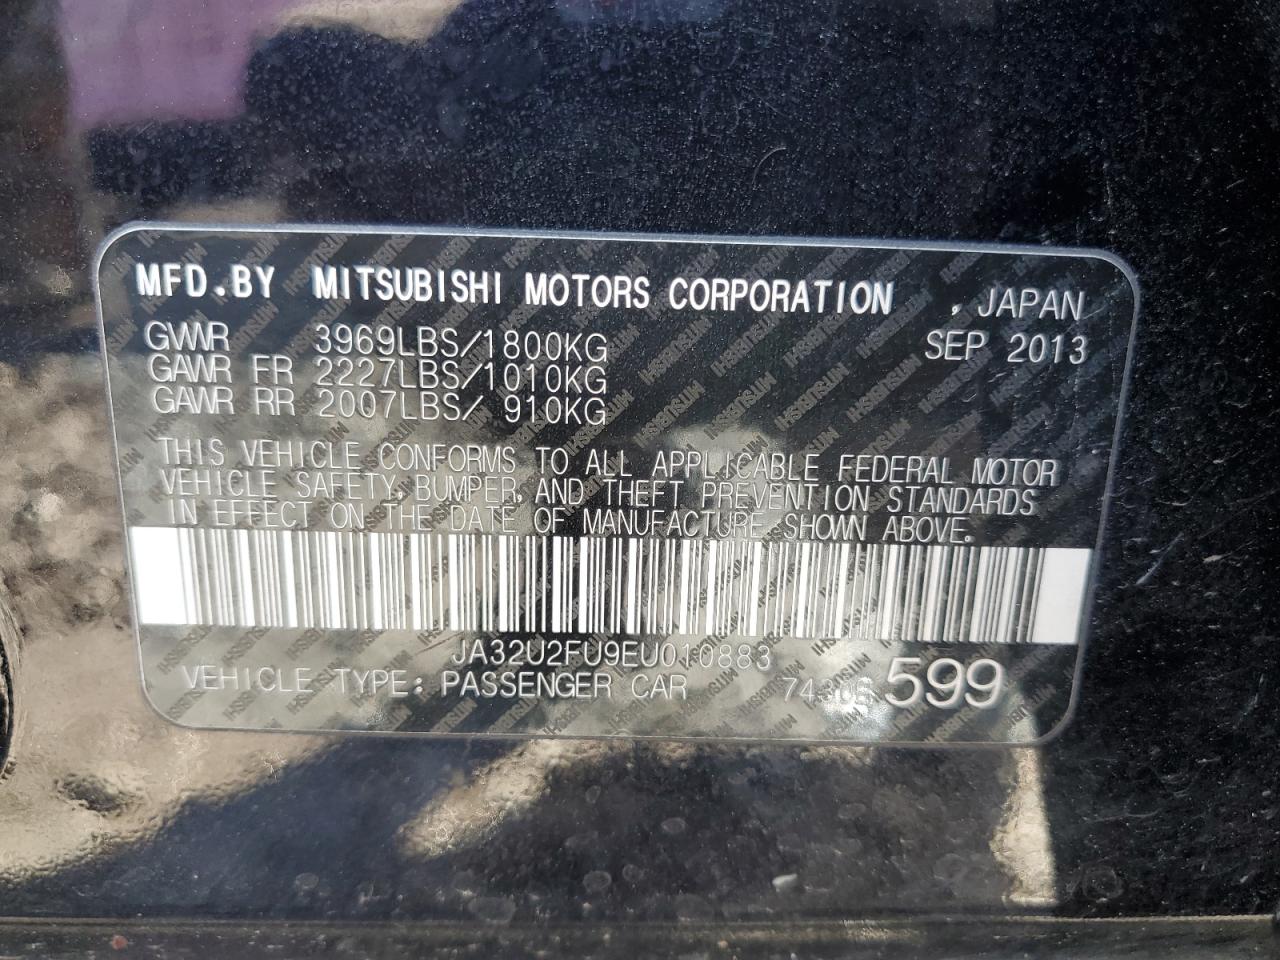 MFD.BY MITSUBISHI MOTORS CORPORATION , JAPAN
GVWR 3969LBS/1800KG SEP 2013
GAWR FR 2227LBS/1010KG
GAWR RR 2007LBS/ 910KG
THIS VEHICLE CONFORMS TO ALL APPLICABLE FEDERAL MOTOR
VEHICLE SAFETY, BUMPER, AND THEFT PREVENTION STANDARDS
IN EFFECT ON THE DATE OF MANUFACTURE SHOWN ABOVE.
JA32U2FU9EU010883
VEHICLE TYPE: PASSENGER CAR 599